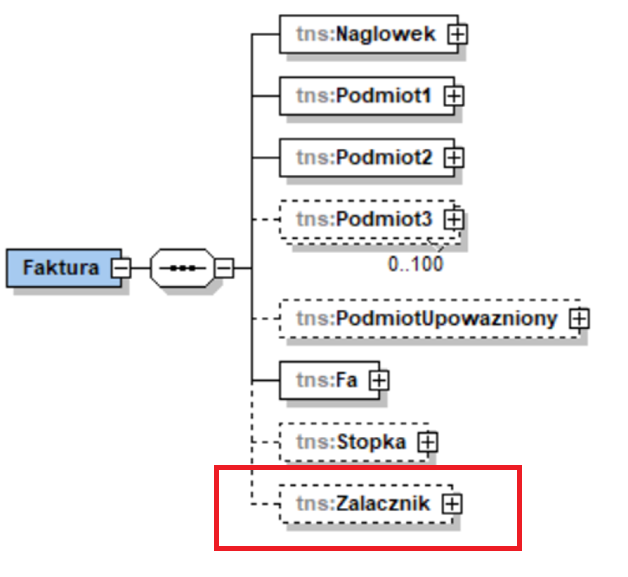 tns:Naglowek
tns:Podmiot1
tns:Podmiot2
tns:Podmiot3
0..100
Faktura
tns:PodmiotUpowazniony
tns:Fa
tns:Stopka
tns:Zalacznik